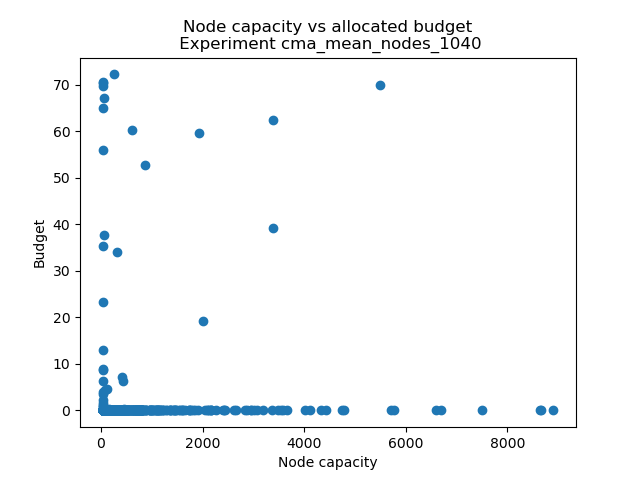 Node capacity vs allocated budget
Experiment cma_mean_nodes_1040
70
60
50
40
30
20
10
0
Budget
0 2000 4000 6000 8000
Node capacity